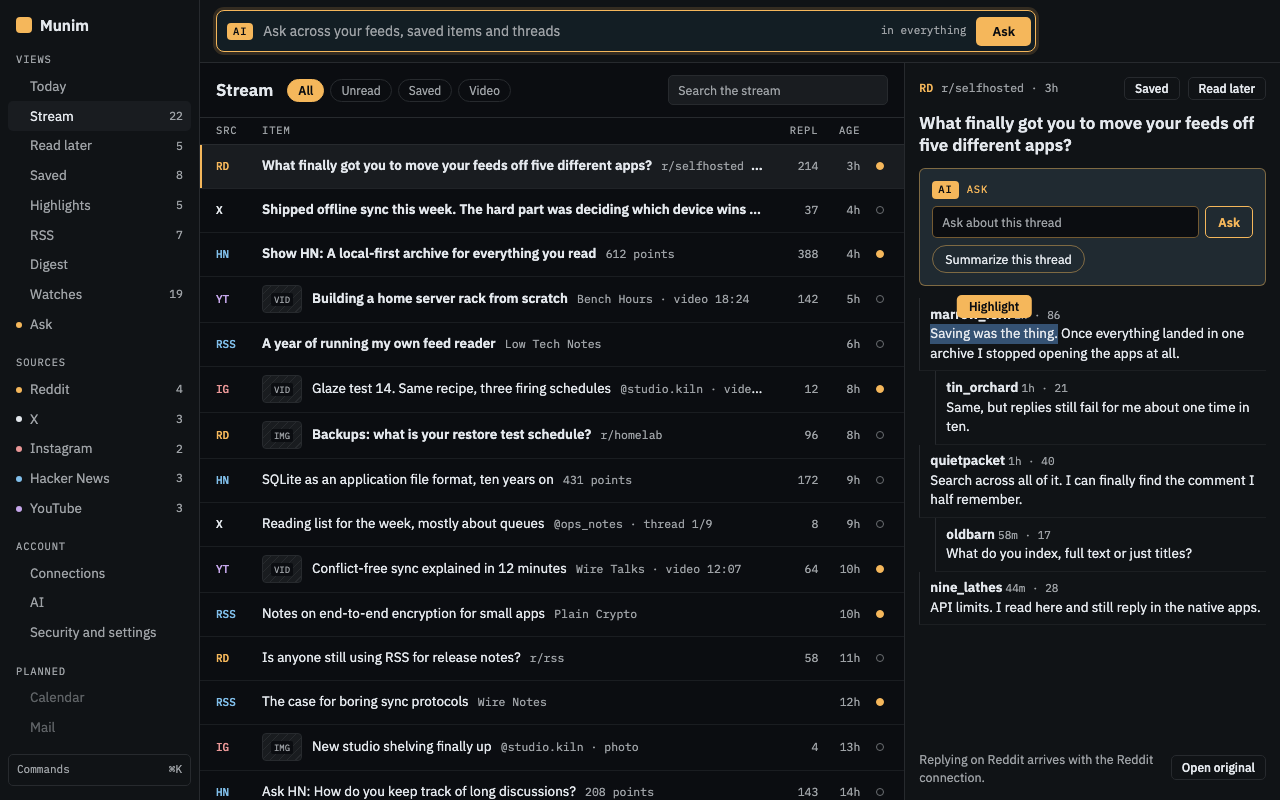 Munim
VIEWS
Today
Stream 22
Read later 5
Saved 8
Highlights 5
RSS 7
Digest
Watches 19
Ask
SOURCES
Reddit 4
X 3
Instagram 2
Hacker News 3
YouTube 3
ACCOUNT
Connections
AI
Security and settings
PLANNED
Calendar
Mail
Commands ⌘K
AI Ask across your feeds, saved items and threads in everything Ask
Stream All Unread Saved Video Search the stream
SRC ITEM REPL AGE
RD What finally got you to move your feeds off five different apps? r/selfhosted … 214 3h
X Shipped offline sync this week. The hard part was deciding which device wins … 37 4h
HN Show HN: A local-first archive for everything you read 612 points 388 4h
YT VID Building a home server rack from scratch Bench Hours · video 18:24 142 5h
RSS A year of running my own feed reader Low Tech Notes 6h
IG VID Glaze test 14. Same recipe, three firing schedules @studio.kiln · vide… 12 8h
RD IMG Backups: what is your restore test schedule? r/homelab 96 8h
HN SQLite as an application file format, ten years on 431 points 172 9h
X Reading list for the week, mostly about queues @ops_notes · thread 1/9 8 9h
YT VID Conflict-free sync explained in 12 minutes Wire Talks · video 12:07 64 10h
RSS Notes on end-to-end encryption for small apps Plain Crypto 10h
RD Is anyone still using RSS for release notes? r/rss 58 11h
RSS The case for boring sync protocols Wire Notes 12h
IG IMG New studio shelving finally up @studio.kiln · photo 4 13h
HN Ask HN: How do you keep track of long discussions? 208 points 143 14h
RD r/selfhosted · 3h Saved Read later
What finally got you to move your feeds off
five different apps?
AI ASK
Ask about this thread Ask
Summarize this thread
Highlight
· 86
Saving was the thing. Once everything landed in one
archive I stopped opening the apps at all.
tin_orchard 1h · 21
Same, but replies still fail for me about one time in
ten.
quietpacket 1h · 40
Search across all of it. I can finally find the comment I
half remember.
oldbarn 58m · 17
What do you index, full text or just titles?
nine_lathes 44m · 28
API limits. I read here and still reply in the native apps.
Replying on Reddit arrives with the Reddit
connection.
Open original